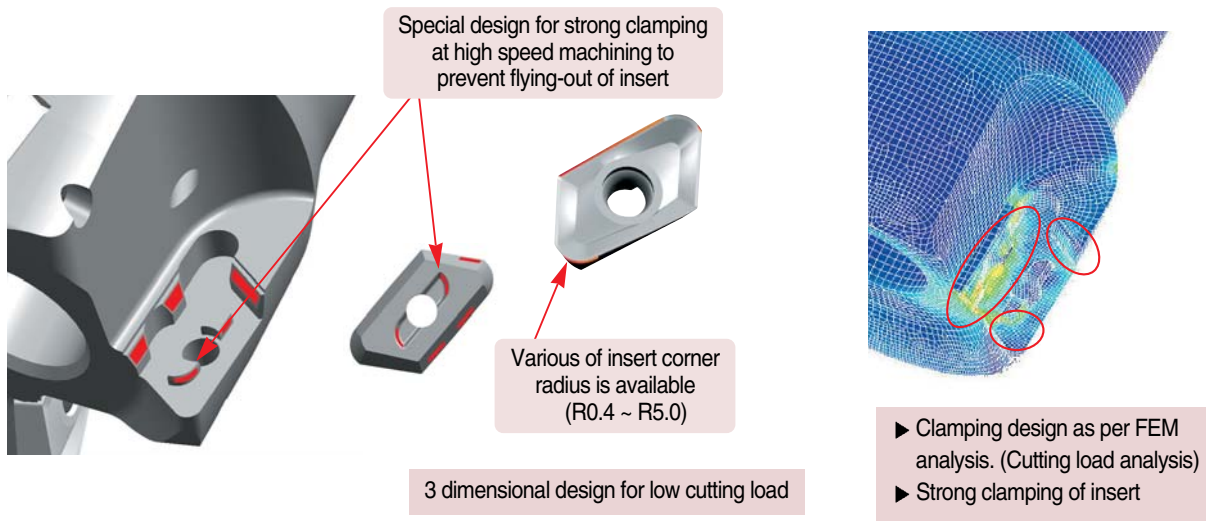 Special design for strong clamping
at high speed machining to
prevent flying-out of insert
Various of insert corner
radius is available
(R0.4 ~ R5.0)
3 dimensional design for low cutting load
▶ Clamping design as per FEM
analysis. (Cutting load analysis)
▶ Strong clamping of insert